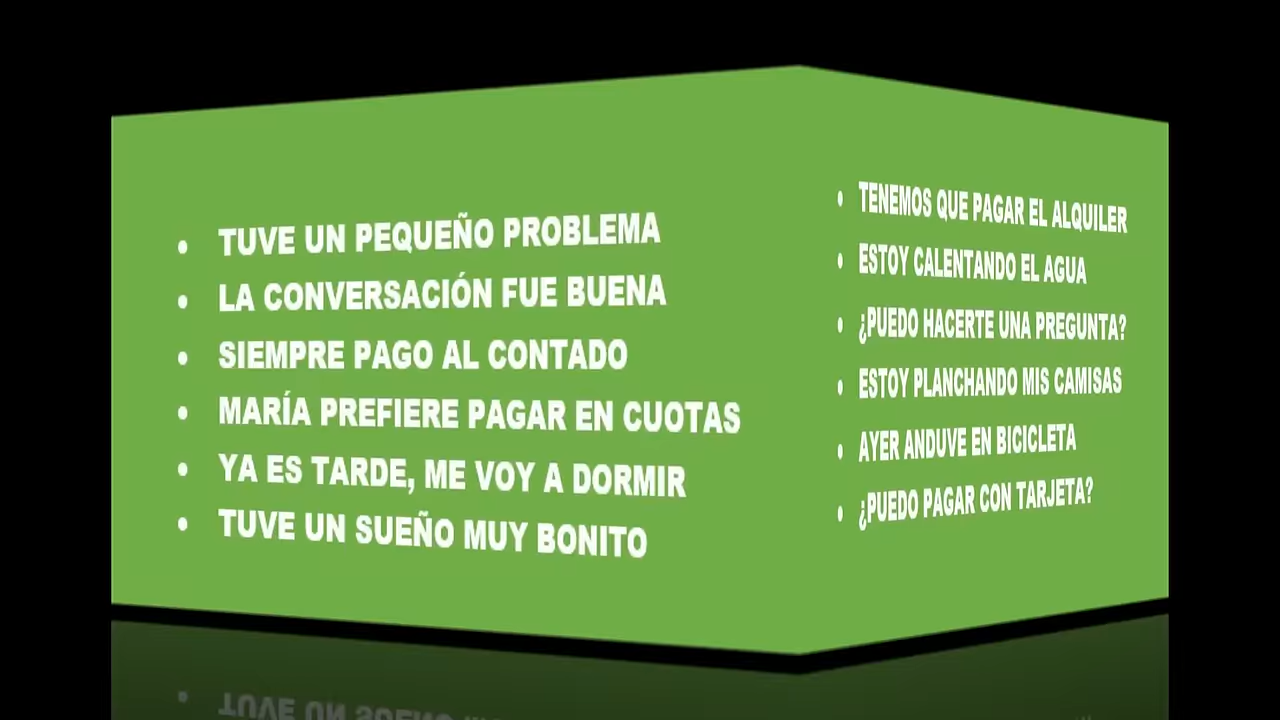 • TUVE UN PEQUEÑO PROBLEMA
• LA CONVERSACIÓN FUE BUENA
• SIEMPRE PAGO AL CONTADO
• MARÍA PREFIERE PAGAR EN CUOTAS
• YA ES TARDE, ME VOY A DORMIR
• TUVE UN SUEÑO MUY BONITO
• TENEMOS QUE PAGAR EL ALQUILER
• ESTOY CALENTANDO EL AGUA
• ¿PUEDO HACERTE UNA PREGUNTA?
• ESTOY PLANCHANDO MIS CAMISAS
• AYER ANDUVE EN BICICLETA
• ¿PUEDO PAGAR CON TARJETA?